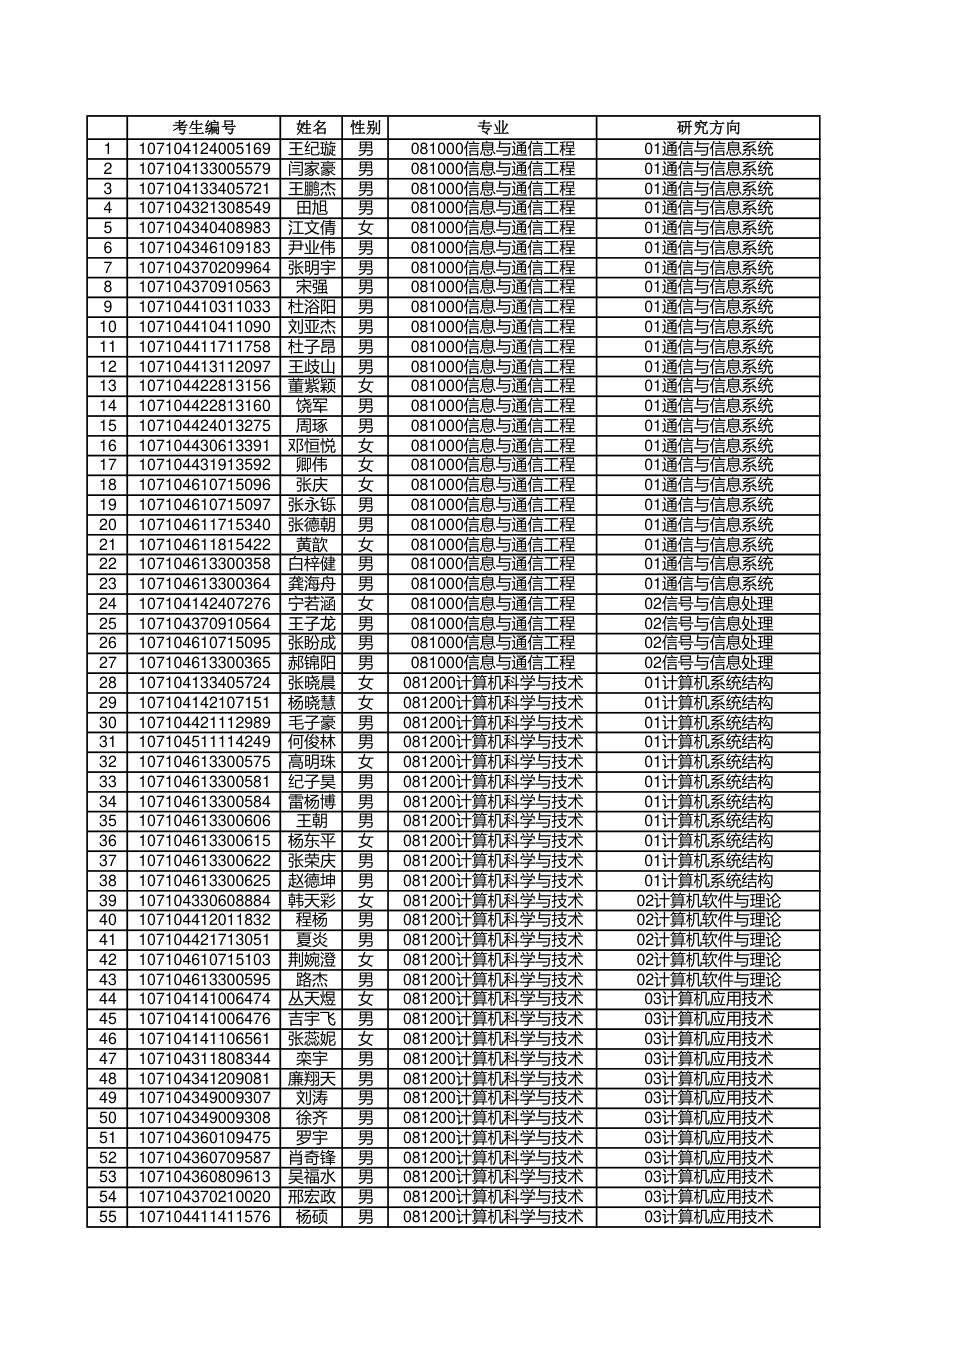 考生编号 姓名 性别 专业 研究方向
1 107104124005169 王纪璇 男 081000信息与通信工程 01通信与信息系统
2 107104133005579 闫家豪 男 081000信息与通信工程 01通信与信息系统
3 107104133405721 王鹏杰 男 081000信息与通信工程 01通信与信息系统
4 107104321308549 田旭 男 081000信息与通信工程 01通信与信息系统
5 107104340408983 江文倩 女 081000信息与通信工程 01通信与信息系统
6 107104346109183 尹业伟 男 081000信息与通信工程 01通信与信息系统
7 107104370209964 张明宇 男 081000信息与通信工程 01通信与信息系统
8 107104370910563 宋强 男 081000信息与通信工程 01通信与信息系统
9 107104410311033 杜浴阳 男 081000信息与通信工程 01通信与信息系统
10 107104410411090 刘亚杰 男 081000信息与通信工程 01通信与信息系统
11 107104411711758 杜子昂 男 081000信息与通信工程 01通信与信息系统
12 107104413112097 王歧山 男 081000信息与通信工程 01通信与信息系统
13 107104422813156 董紫颖 女 081000信息与通信工程 01通信与信息系统
14 107104422813160 饶军 男 081000信息与通信工程 01通信与信息系统
15 107104424013275 周琢 男 081000信息与通信工程 01通信与信息系统
16 107104430613391 邓恒悦 女 081000信息与通信工程 01通信与信息系统
17 107104431913592 卿伟 女 081000信息与通信工程 01通信与信息系统
18 107104610715096 张庆 女 081000信息与通信工程 01通信与信息系统
19 107104610715097 张永铄 男 081000信息与通信工程 01通信与信息系统
20 107104611715340 张德朝 男 081000信息与通信工程 01通信与信息系统
21 107104611815422 黄歆 女 081000信息与通信工程 01通信与信息系统
22 107104613300358 白梓健 男 081000信息与通信工程 01通信与信息系统
23 107104613300364 龚海舟 男 081000信息与通信工程 01通信与信息系统
24 107104142407276 宁若涵 女 081000信息与通信工程 02信号与信息处理
25 107104370910564 王子龙 男 081000信息与通信工程 02信号与信息处理
26 107104610715095 张盼成 男 081000信息与通信工程 02信号与信息处理
27 107104613300365 郝锦阳 男 081000信息与通信工程 02信号与信息处理
28 107104133405724 张晓晨 女 081200计算机科学与技术 01计算机系统结构
29 107104142107151 杨晓慧 女 081200计算机科学与技术 01计算机系统结构
30 107104421112989 毛子豪 男 081200计算机科学与技术 01计算机系统结构
31 107104511114249 何俊林 男 081200计算机科学与技术 01计算机系统结构
32 107104613300575 高明珠 女 081200计算机科学与技术 01计算机系统结构
33 107104613300581 纪子昊 男 081200计算机科学与技术 01计算机系统结构
34 107104613300584 雷杨博 男 081200计算机科学与技术 01计算机系统结构
35 107104613300606 王朝 男 081200计算机科学与技术 01计算机系统结构
36 107104613300615 杨东平 女 081200计算机科学与技术 01计算机系统结构
37 107104613300622 张荣庆 男 081200计算机科学与技术 01计算机系统结构
38 107104613300625 赵德坤 男 081200计算机科学与技术 01计算机系统结构
39 107104330608884 韩天彩 女 081200计算机科学与技术 02计算机软件与理论
40 107104412011832 程杨 男 081200计算机科学与技术 02计算机软件与理论
41 107104421713051 夏炎 男 081200计算机科学与技术 02计算机软件与理论
42 107104610715103 荆婉澄 女 081200计算机科学与技术 02计算机软件与理论
43 107104613300595 路杰 男 081200计算机科学与技术 02计算机软件与理论
44 107104141006474 丛天煜 女 081200计算机科学与技术 03计算机应用技术
45 107104141006476 吉宇飞 男 081200计算机科学与技术 03计算机应用技术
46 107104141106561 张蕊妮 女 081200计算机科学与技术 03计算机应用技术
47 107104311808344 栾宇 男 081200计算机科学与技术 03计算机应用技术
48 107104341209081 廉翔天 男 081200计算机科学与技术 03计算机应用技术
49 107104349009307 刘涛 男 081200计算机科学与技术 03计算机应用技术
50 107104349009308 徐齐 男 081200计算机科学与技术 03计算机应用技术
51 107104360109475 罗宇 男 081200计算机科学与技术 03计算机应用技术
52 107104360709587 肖奇锋 男 081200计算机科学与技术 03计算机应用技术
53 107104360809613 吴福水 男 081200计算机科学与技术 03计算机应用技术
54 107104370210020 邢宏政 男 081200计算机科学与技术 03计算机应用技术
55 107104411411576 杨硕 男 081200计算机科学与技术 03计算机应用技术